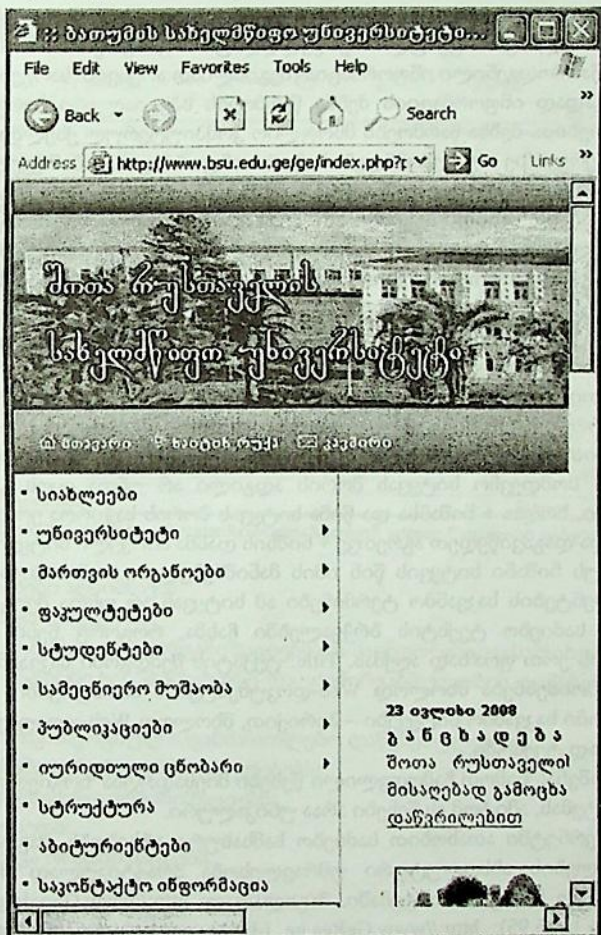 :: ბათუმის სახელმწიფო უნივერსიტეტი...
File Edit View Favorites Tools Help
Back Search
Address http://www.bsu.edu.ge/ge/index.php?p Go Links
შოთა რუსთაველის
სახელმწიფო უნივერსიტეტი
მთავარი საიტის რუქა კავშირი
სიახლეები
უნივერსიტეტი
მართვის ორგანოები
ფაკულტეტები
სტუდენტები
სამეცნიერო მუშაობა
პუბლიკაციები
იურიდიული ცნობარი
სტრუქტურა
აბიტურიენტები
საკონტაქტო ინფორმაცია
23 ივლისი 2008
განცხადება
შოთა რუსთაველი
მისაღებად გამოცხა
დაწვრილებით